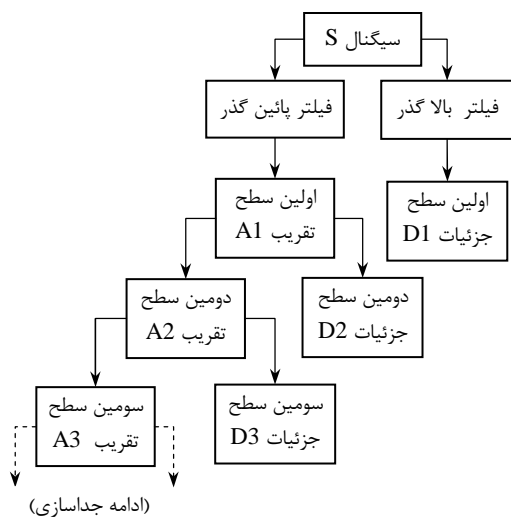 سیگنال S
فیلتر بالا گذر
فیلتر پائین گذر
اولین سطح
جزئیات D1
اولین سطح
تقریب A1
دومین سطح
جزئیات D2
دومین سطح
تقریب A2
سومین سطح
جزئیات D3
سومین سطح
تقریب A3
(ادامه جداسازی)